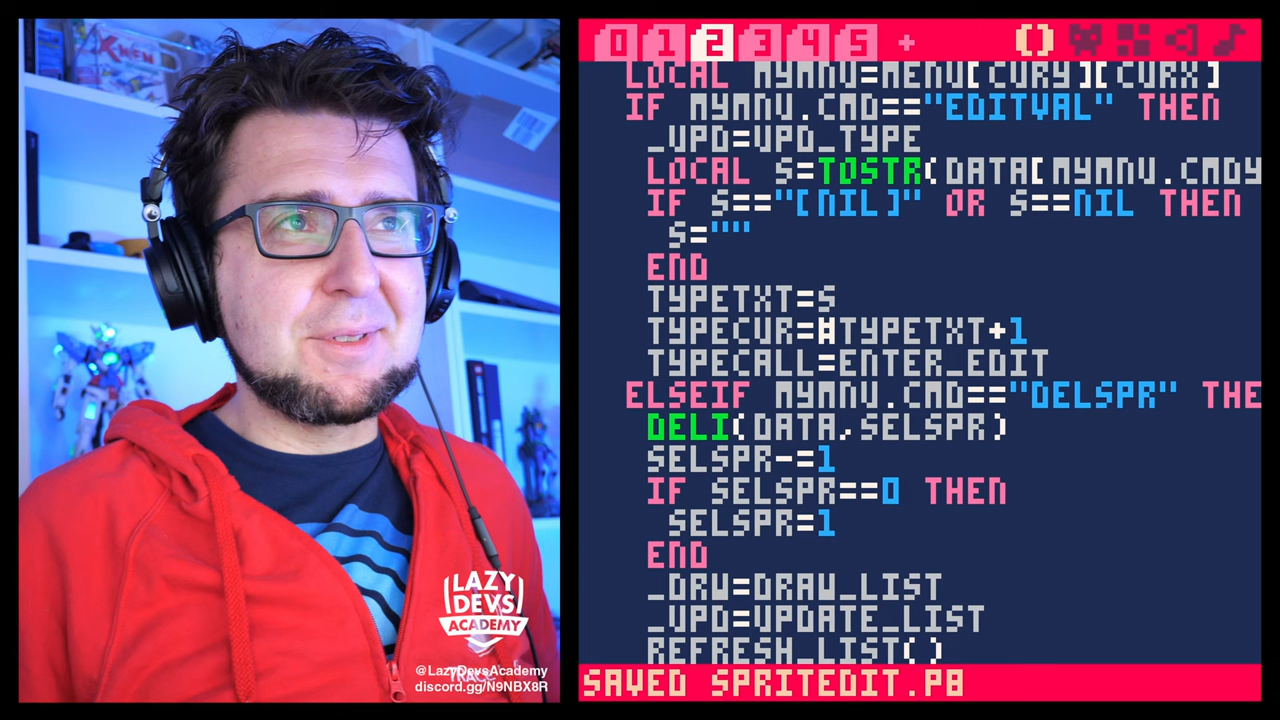 XMEN
LAZY
DEVS
ACADEMY
@LazyDevsAcademy
discord.gg/N9NBX8R
0 1 2 3 4 5 +
LOCAL MYMNU=MENU[CURY][CURX]
IF MYMNU.CMD=="EDITVAL" THEN
_UPD=UPD_TYPE
LOCAL S=TOSTR(DATA[MYMNU.CMDY
IF S=="[NIL]" OR S==NIL THEN
S=""
END
TYPETXT=S
TYPECUR=#TYPETXT+1
TYPECALL=ENTER_EDIT
ELSEIF MYMNU.CMD=="DELSPR" THE
DELI(DATA,SELSPR)
SELSPR-=1
IF SELSPR==0 THEN
SELSPR=1
END
_DRW=DRAW_LIST
_UPD=UPDATE_LIST
REFRESH_LIST()
SAVED SPRITEDIT.P8